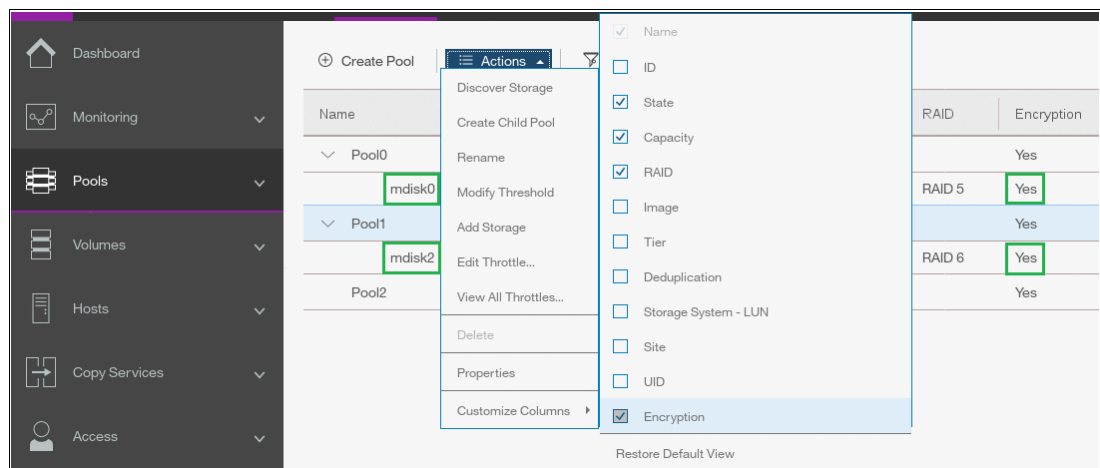 Dashboard
Monitoring
Pools
Volumes
Hosts
Copy Services
Access
Create Pool
Actions
Name
RAID
Encryption
Pool0
Yes
mdisk0
RAID 5
Yes
Pool1
Yes
mdisk2
RAID 6
Yes
Pool2
Yes
Discover Storage
Create Child Pool
Rename
Modify Threshold
Add Storage
Edit Throttle...
View All Throttles...
Delete
Properties
Customize Columns
Name
ID
State
Capacity
RAID
Image
Tier
Deduplication
Storage System - LUN
Site
UID
Encryption
Restore Default View